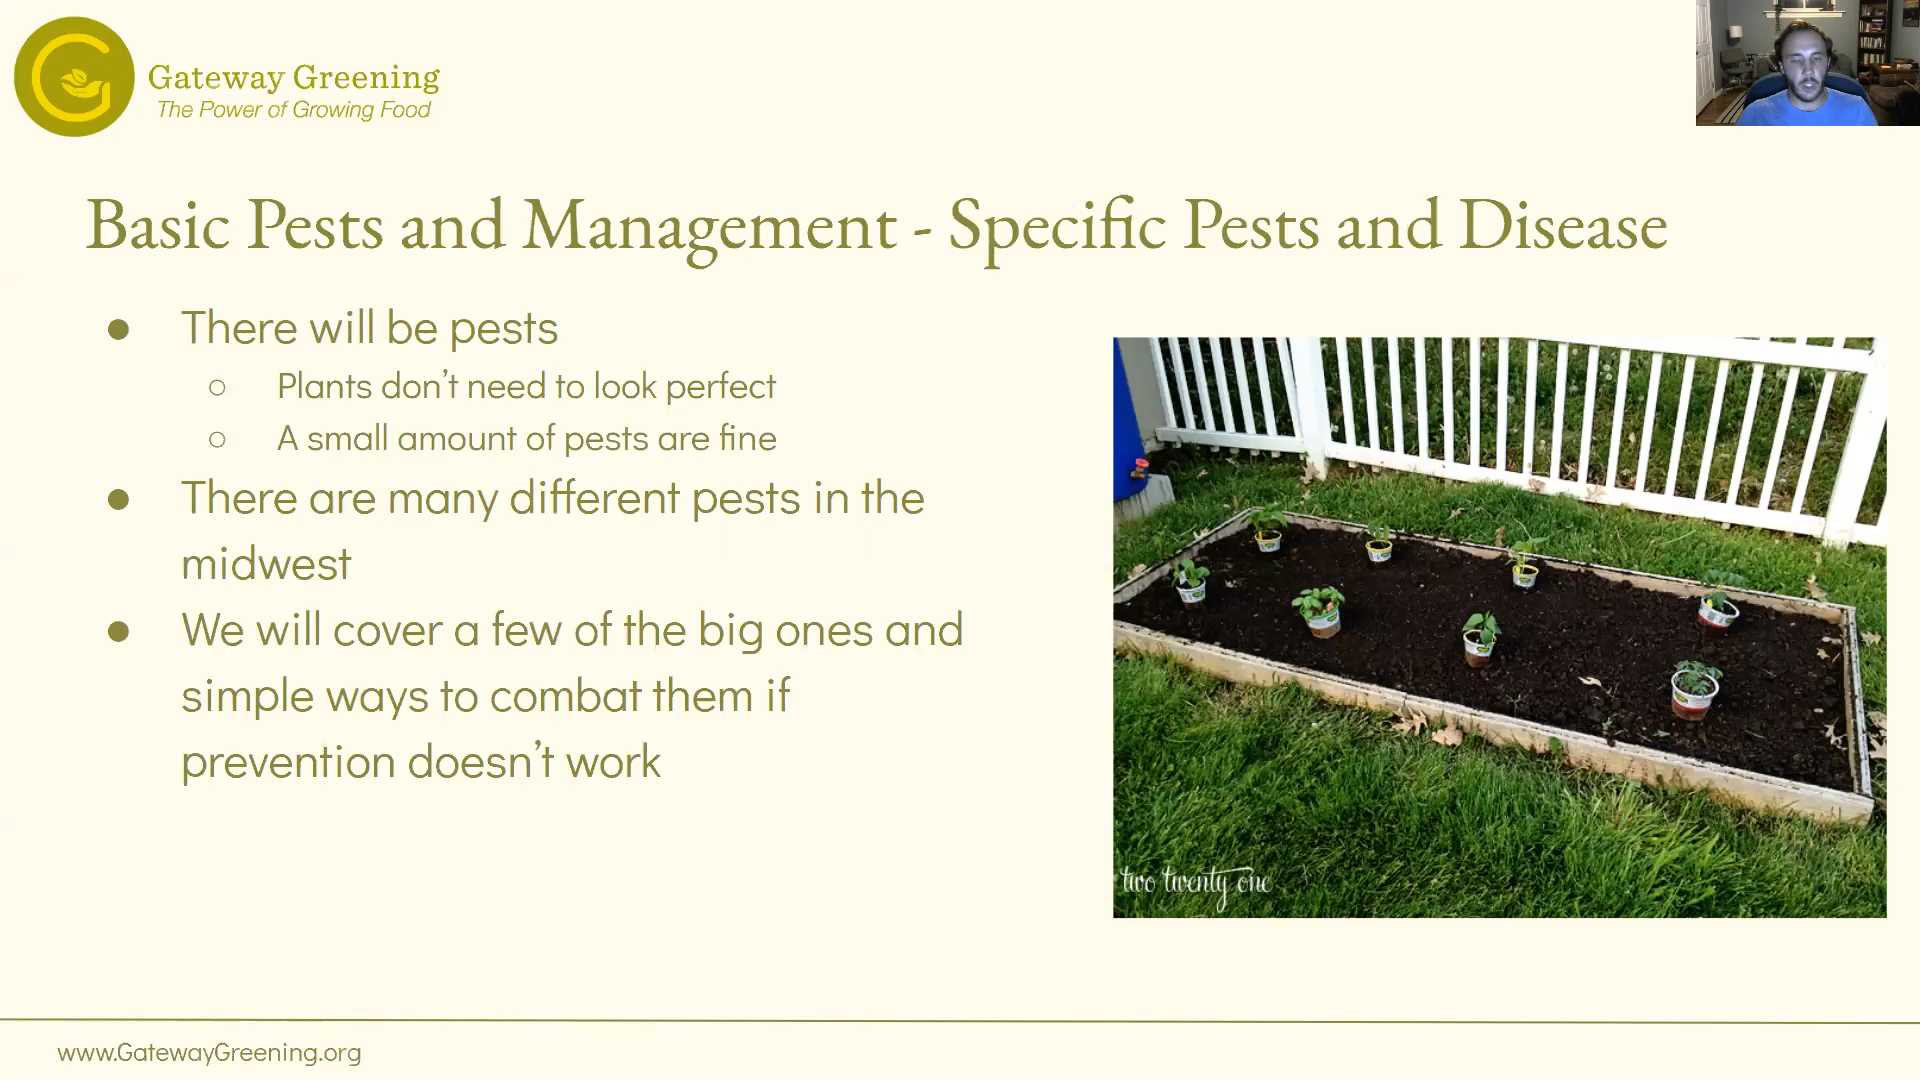 Gateway Greening
The Power of Growing Food
Basic Pests and Management - Specific Pests and Disease
● There will be pests
○ Plants don't need to look perfect
○ A small amount of pests are fine
● There are many different pests in the
midwest
● We will cover a few of the big ones and
simple ways to combat them if
prevention doesn't work
two twenty one
www.GatewayGreening.org